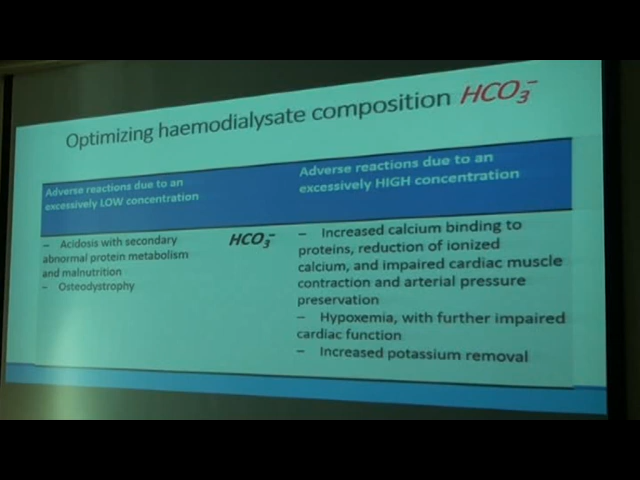 Optimizing haemodialysate composition HCO₃⁻
Adverse reactions due to an
excessively LOW concentration
Adverse reactions due to an
excessively HIGH concentration
– Acidosis with secondary
abnormal protein metabolism
and malnutrition
– Osteodystrophy
HCO₃⁻
– Increased calcium binding to
proteins, reduction of ionized
calcium, and impaired cardiac muscle
contraction and arterial pressure
preservation
– Hypoxemia, with further impaired
cardiac function
– Increased potassium removal